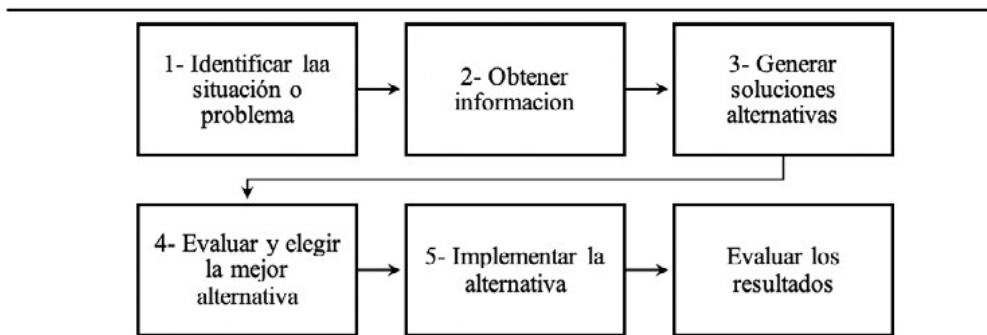 1- Identificar laa
situación o
problema
2- Obtener
informacion
3- Generar
soluciones
alternativas
4- Evaluar y elegir
la mejor
alternativa
5- Implementar la
alternativa
Evaluar los
resultados